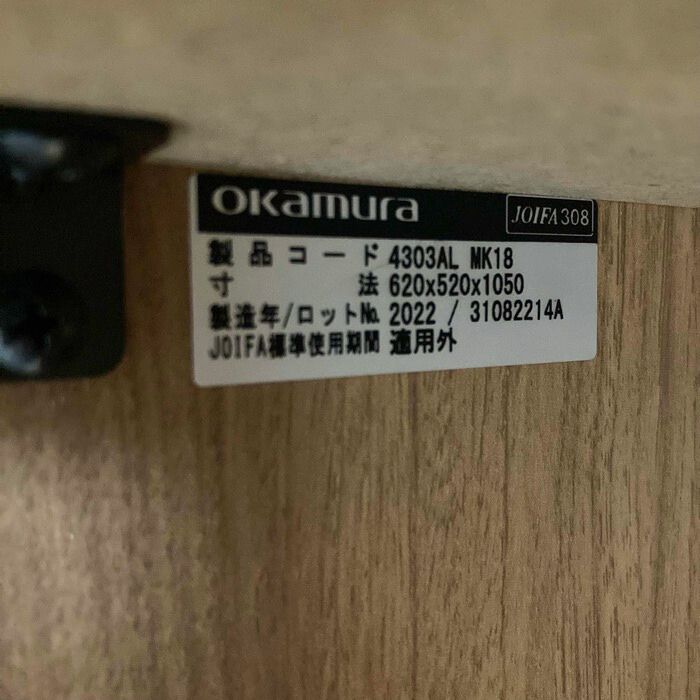 OKamura
JOIFA 308
製品コード 4303AL MK18
寸法 620x520x1050
製造年/ロットNo. 2022 / 31082214A
JOIFA標準使用期間 適用外